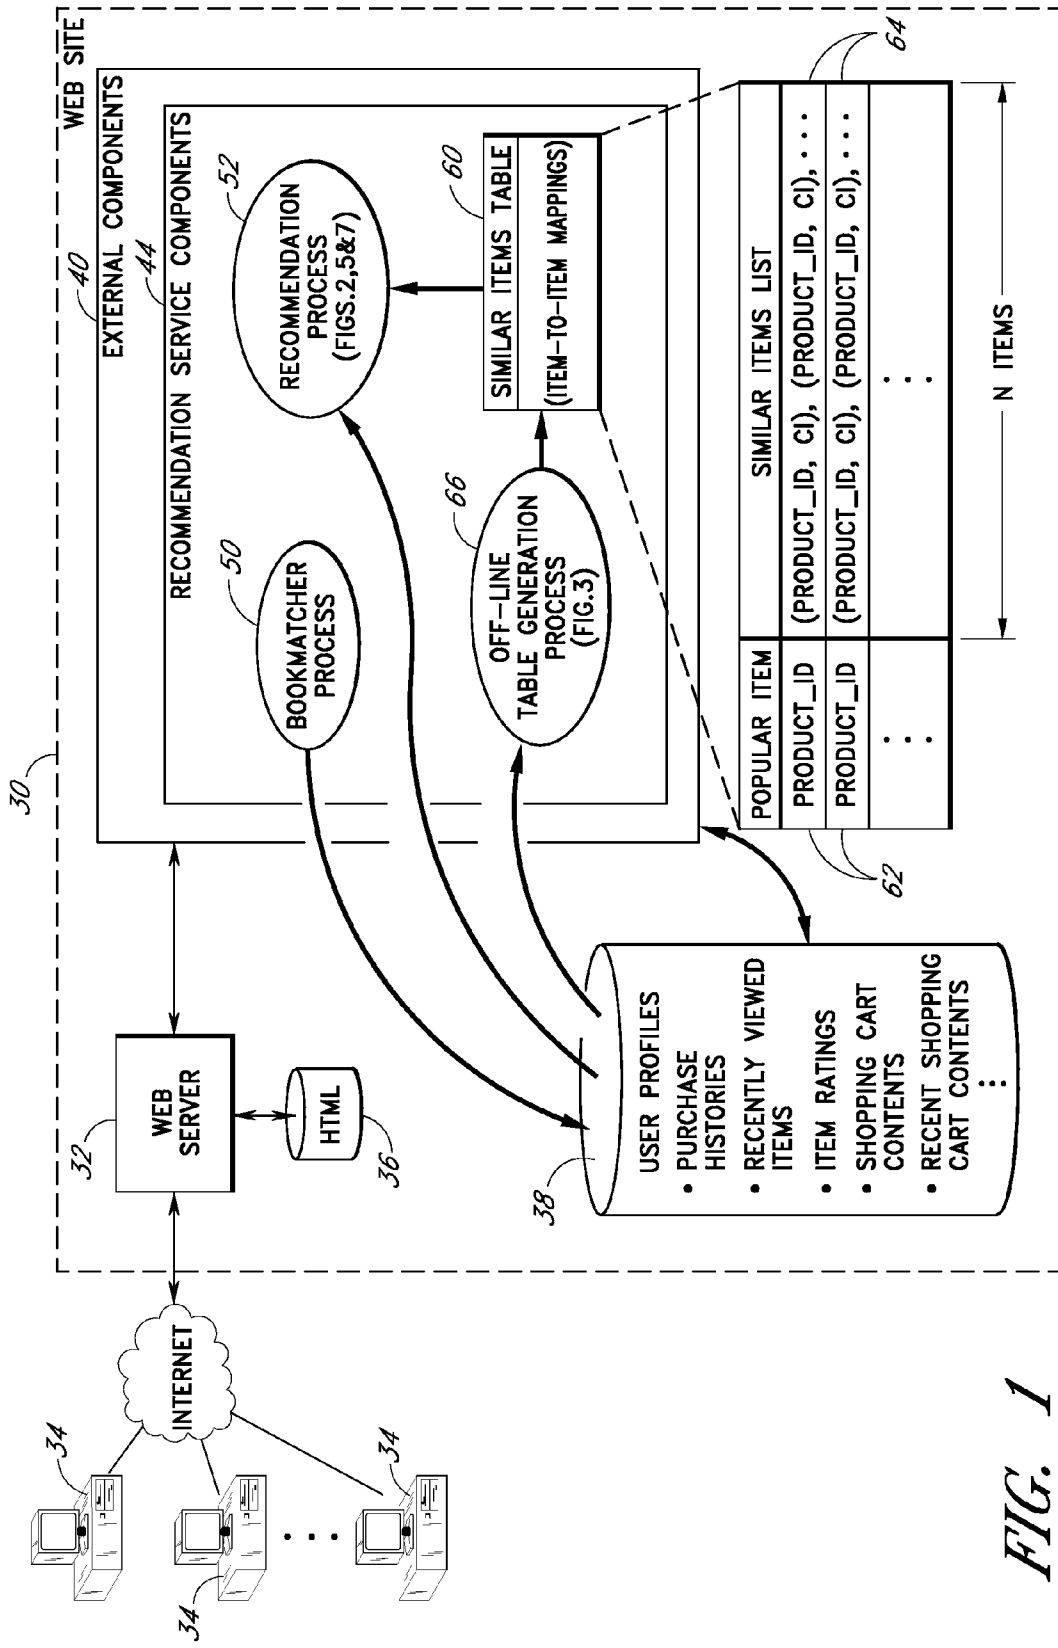 30
WEB SITE
40
EXTERNAL COMPONENTS
44
RECOMMENDATION SERVICE COMPONENTS
34
34
34
INTERNET
32
WEB
SERVER
HTML
36
50
BOOKMATCHER
PROCESS
52
RECOMMENDATION
PROCESS
(FIGS.2,5&7)
66
OFF-LINE
TABLE GENERATION
PROCESS
(FIG.3)
60
SIMILAR ITEMS TABLE
(ITEM-TO-ITEM MAPPINGS)
38
USER PROFILES
• PURCHASE
HISTORIES
• RECENTLY VIEWED
ITEMS
• ITEM RATINGS
• SHOPPING CART
CONTENTS
• RECENT SHOPPING
CART CONTENTS
POPULAR ITEM SIMILAR ITEMS LIST
PRODUCT_ID (PRODUCT_ID, CI), (PRODUCT_ID, CI), ...
PRODUCT_ID (PRODUCT_ID, CI), (PRODUCT_ID, CI), ...
... ...
62
64
N ITEMS
FIG. 1